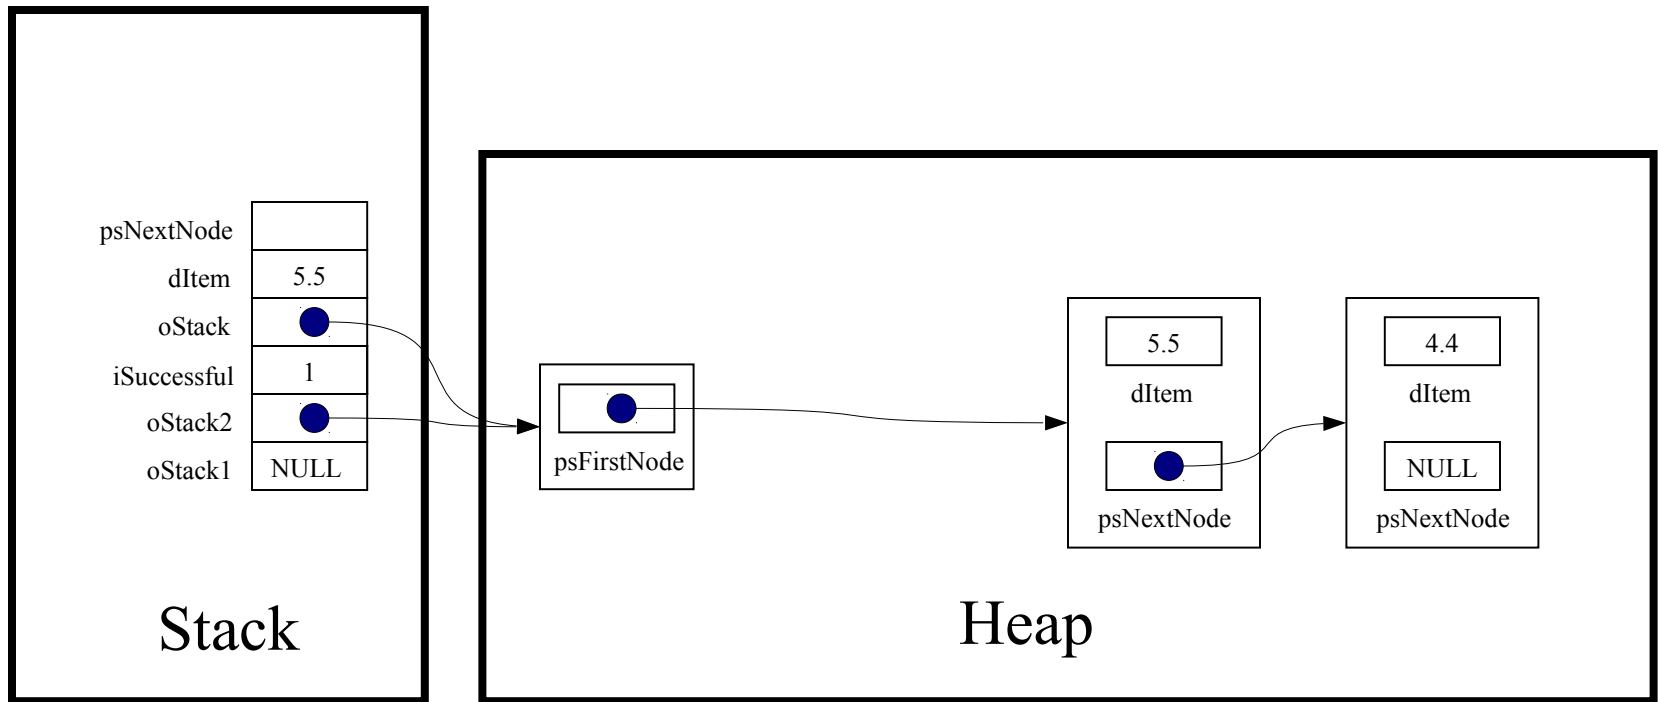 psNextNode
dItem 5.5
oStack
iSuccessful 1
oStack2
oStack1 NULL
Stack
psFirstNode
5.5
dItem
psNextNode
4.4
dItem
NULL
psNextNode
Heap